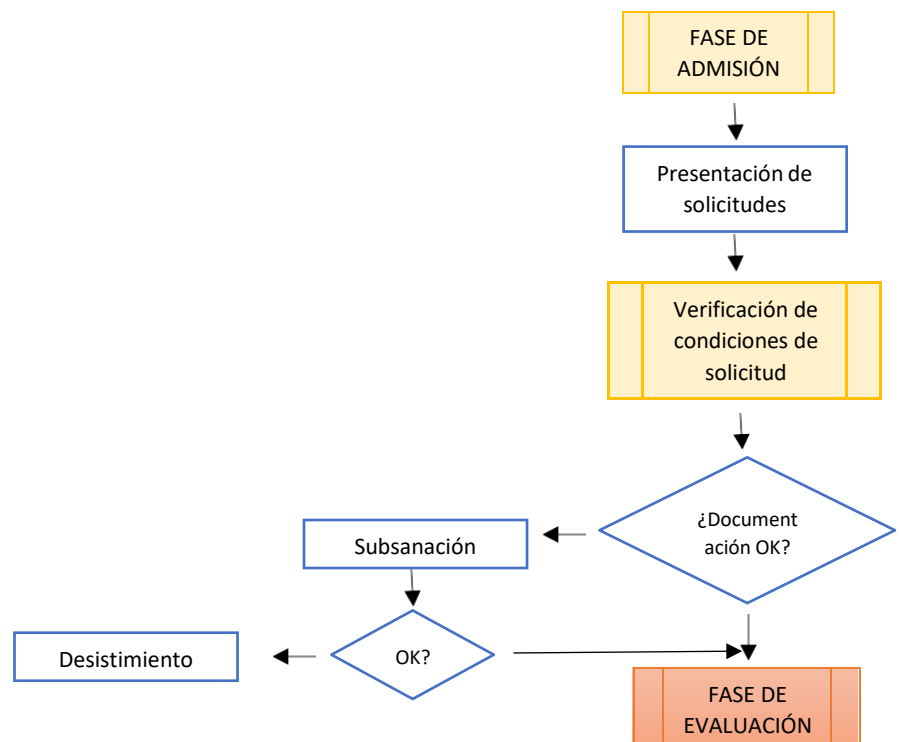 FASE DE
ADMISIÓN
Presentación de
solicitudes
Verificación de
condiciones de
solicitud
¿Document
ación OK?
Subsanación
OK?
Desistimiento
FASE DE
EVALUACIÓN